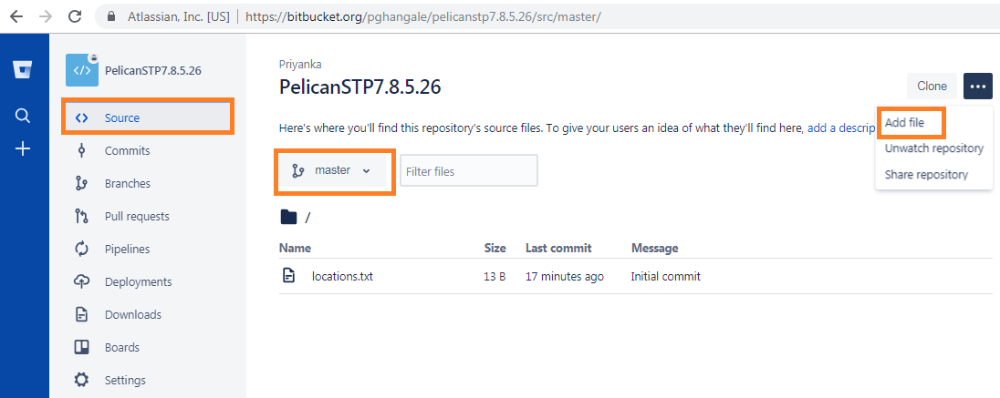 Atlassian, Inc. [US] | https://bitbucket.org/pghangale/pelicanstp7.8.5.26/src/master/
PelicanSTP7.8.5.26
Source
Commits
Branches
Pull requests
Pipelines
Deployments
Downloads
Boards
Settings
Priyanka
PelicanSTP7.8.5.26
Clone
Here's where you'll find this repository's source files. To give your users an idea of what they'll find here, add a descrip
Add file
Unwatch repository
Share repository
master
Filter files
/
Name Size Last commit Message
locations.txt 13 B 17 minutes ago Initial commit